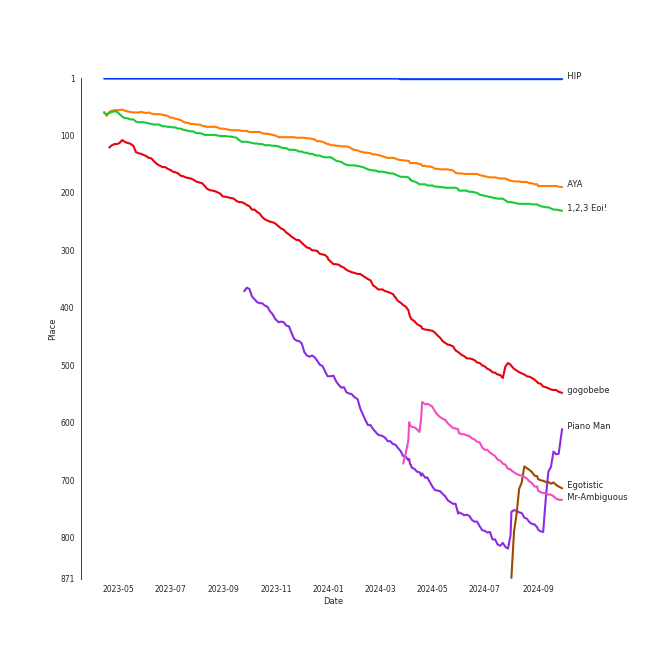 1
100
200
300
400
500
600
700
800
871
Place
HIP
AYA
1,2,3 Eoi!
gogobebe
Piano Man
Egotistic
Mr-Ambiguous
2023-05 2023-07 2023-09 2023-11 2024-01 2024-03 2024-05 2024-07 2024-09
Date